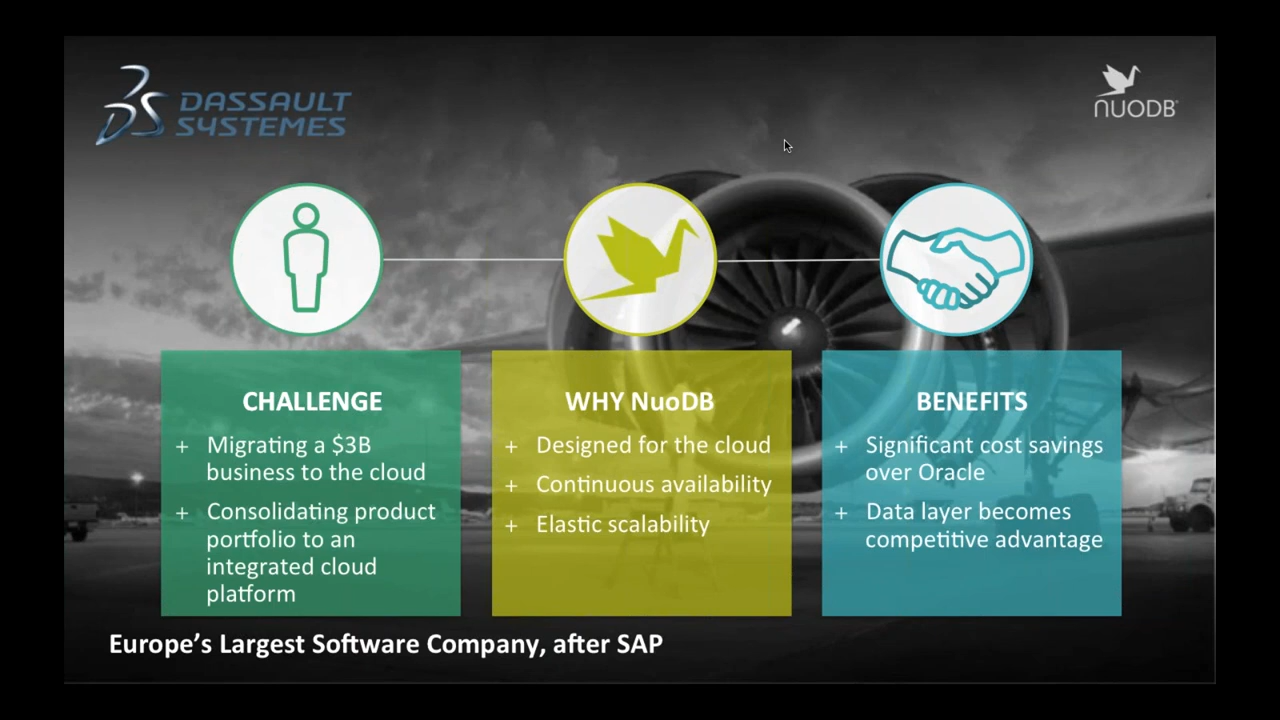 DASSAULT
SYSTEMES
NUODB
CHALLENGE
+ Migrating a $3B
business to the cloud
+ Consolidating product
portfolio to an
integrated cloud
platform
WHY NuoDB
+ Designed for the cloud
+ Continuous availability
+ Elastic scalability
BENEFITS
+ Significant cost savings
over Oracle
+ Data layer becomes
competitive advantage
Europe’s Largest Software Company, after SAP